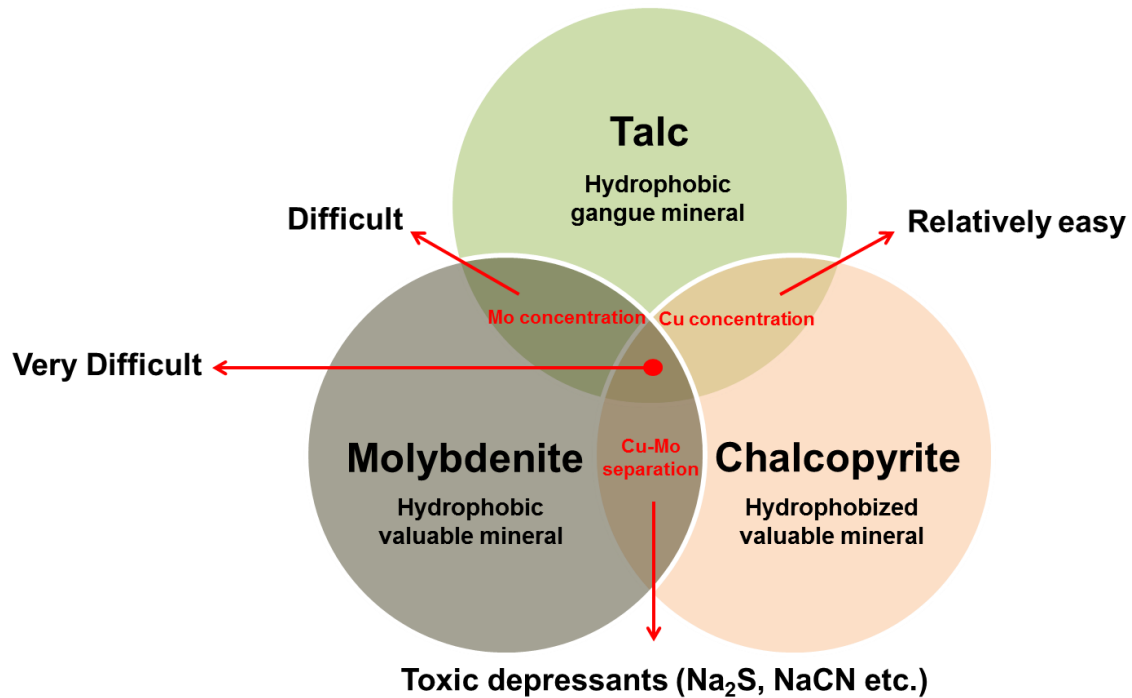 Talc
Hydrophobic
gangue mineral
Difficult
Relatively easy
Mo concentration
Cu concentration
Very Difficult
Molybdenite
Hydrophobic
valuable mineral
Cu-Mo
separation
Chalcopyrite
Hydrophobized
valuable mineral
Toxic depressants (Na₂S, NaCN etc.)